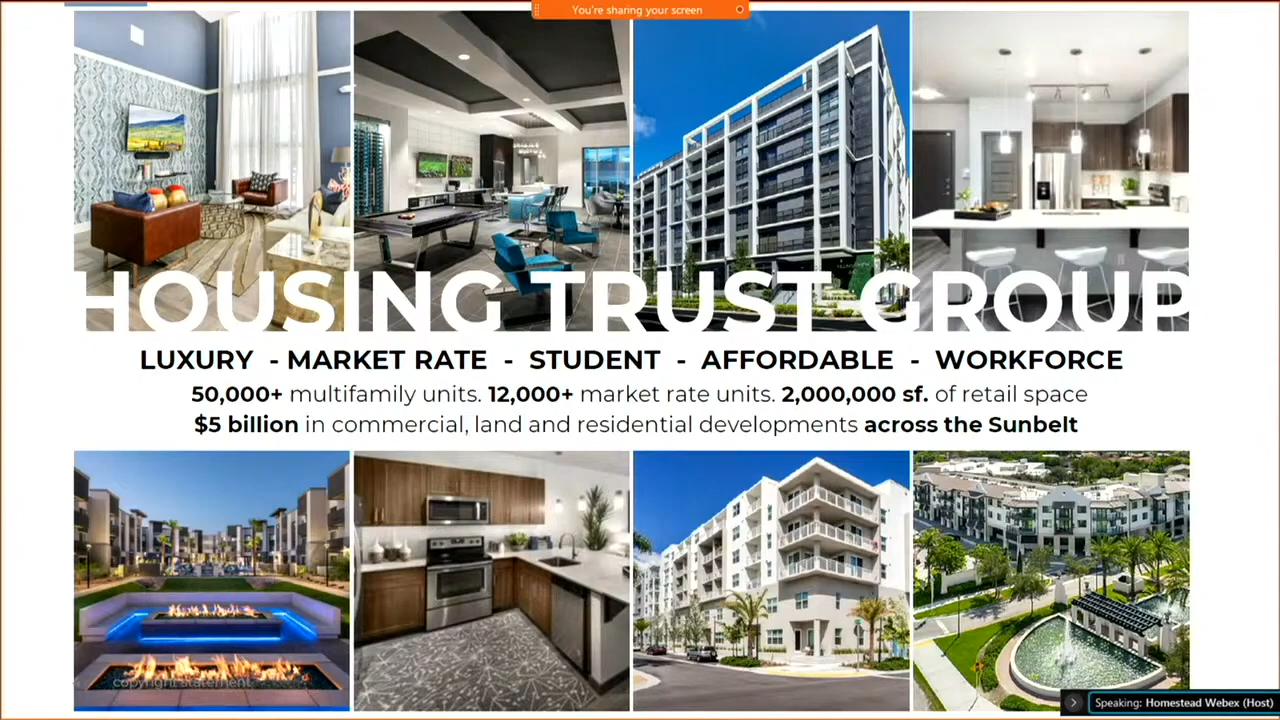 You're sharing your screen
HOUSING TRUST GROUP
LUXURY - MARKET RATE - STUDENT - AFFORDABLE - WORKFORCE
50,000+ multifamily units. 12,000+ market rate units. 2,000,000 sf. of retail space
$5 billion in commercial, land and residential developments across the Sunbelt
copyright statement
Speaking: Homestead Webex (Host)